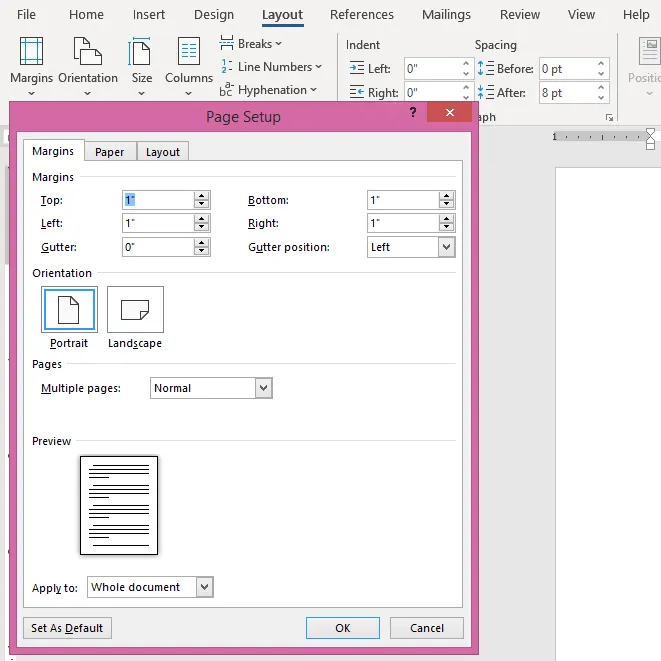 File Home Insert Design Layout References Mailings Review View Help
Margins Orientation Size Columns
Breaks
Line Numbers
Hyphenation
Indent
Left: 0"
Right: 0"
Spacing
Before: 0 pt
After: 8 pt
Positio
agraph
1
Page Setup
?
Margins Paper Layout
Margins
Top: 1" Bottom: 1"
Left: 1" Right: 1"
Gutter: 0" Gutter position: Left
Orientation
Portrait Landscape
Pages
Multiple pages: Normal
Preview
Apply to: Whole document
Set As Default OK Cancel